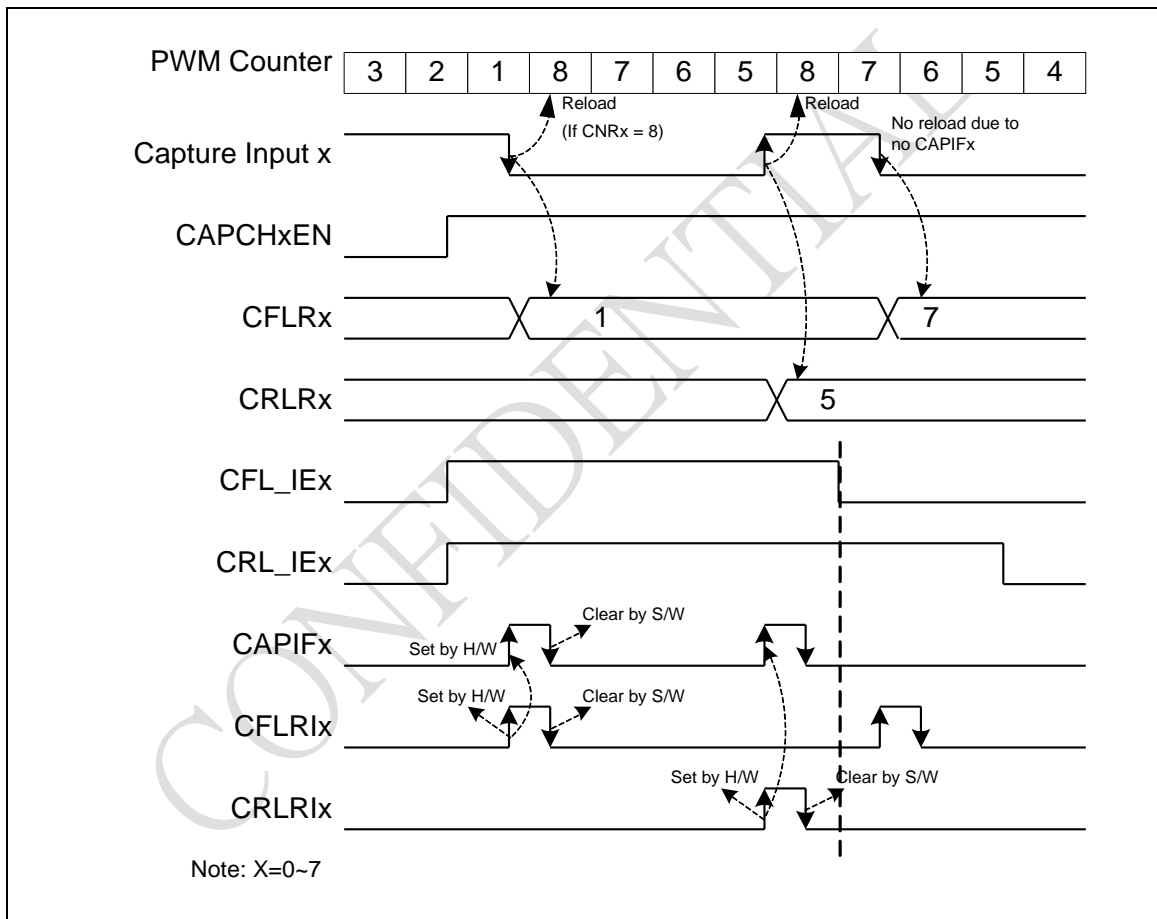 PWM Counter 3 2 1 8 7 6 5 8 7 6 5 4
Reload
(If CNRx = 8)
Reload
No reload due to
no CAPIFx
Capture Input x
CAPCHxEN
CFLRx 1 7
CRLRx 5
CFL_IEx
CRL_IEx
CAPIFx
Set by H/W
Clear by S/W
CFLRIx
Set by H/W
Clear by S/W
CRLRIx
Set by H/W
Clear by S/W
Note: X=0~7
CONFIDENTIAL